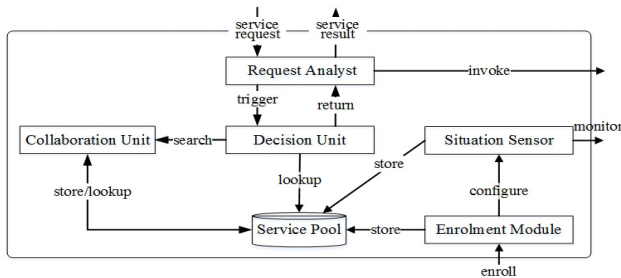 service
request
service
result
Request Analyst
invoke
trigger
return
monitor
Collaboration Unit
search
Decision Unit
Situation Sensor
store
lookup
store/lookup
configure
Service Pool
store
Enrolment Module
enroll